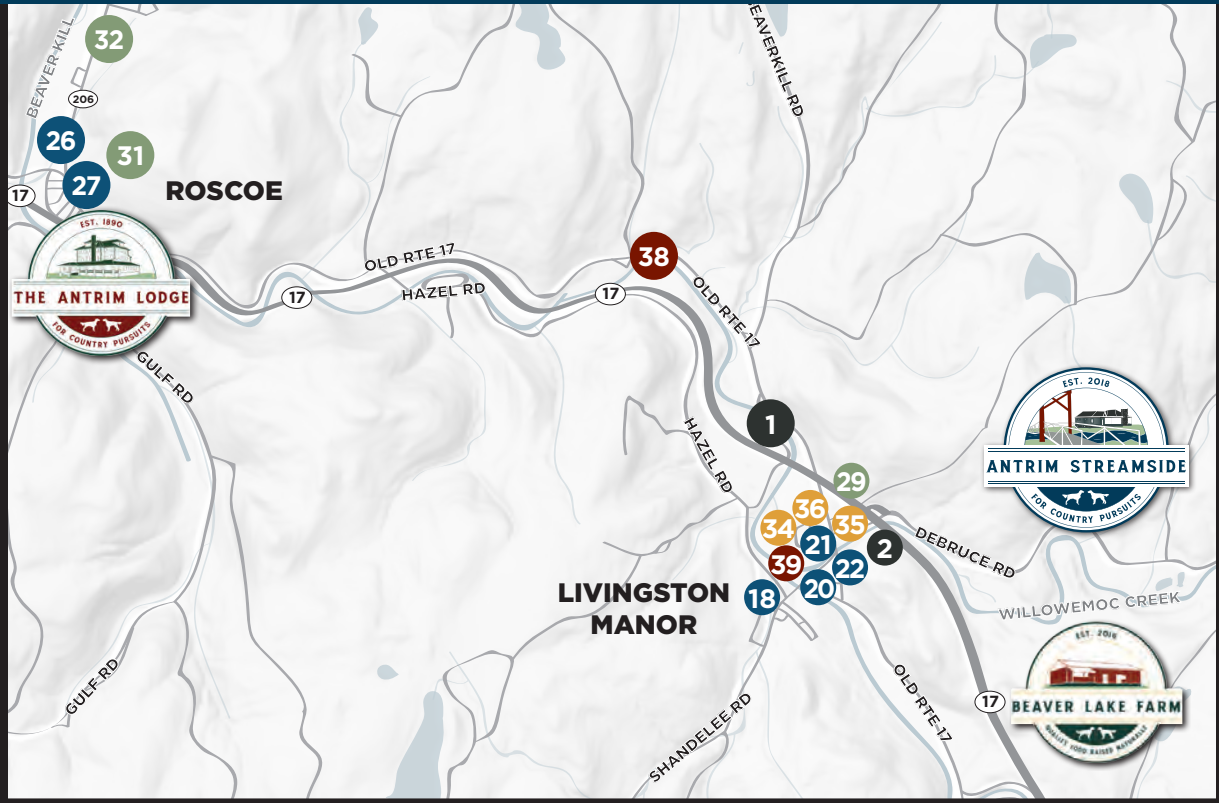 BEAVER KILL
32
206
26
31
27
17
ROSCOE
EST. 1890
THE ANTRIM LODGE
FOR COUNTRY PURSUITS
OLD RTE 17
17
HAZEL RD
17
38
EAVERKILL RD
OLD RTE 17
GULF RD
GULF RD
1
HAZEL RD
29
36
34
35
21
2
39
22
18
20
LIVINGSTON
MANOR
DEBRUCE RD
EST. 2018
ANTRIM STREAMSIDE
FOR COUNTRY PURSUITS
WILLOWEMOC CREEK
SHANDELEE RD
OLD RTE 17
17
EST. 2018
BEAVER LAKE FARM
QUALITY FOOD RAISED NATURALLY